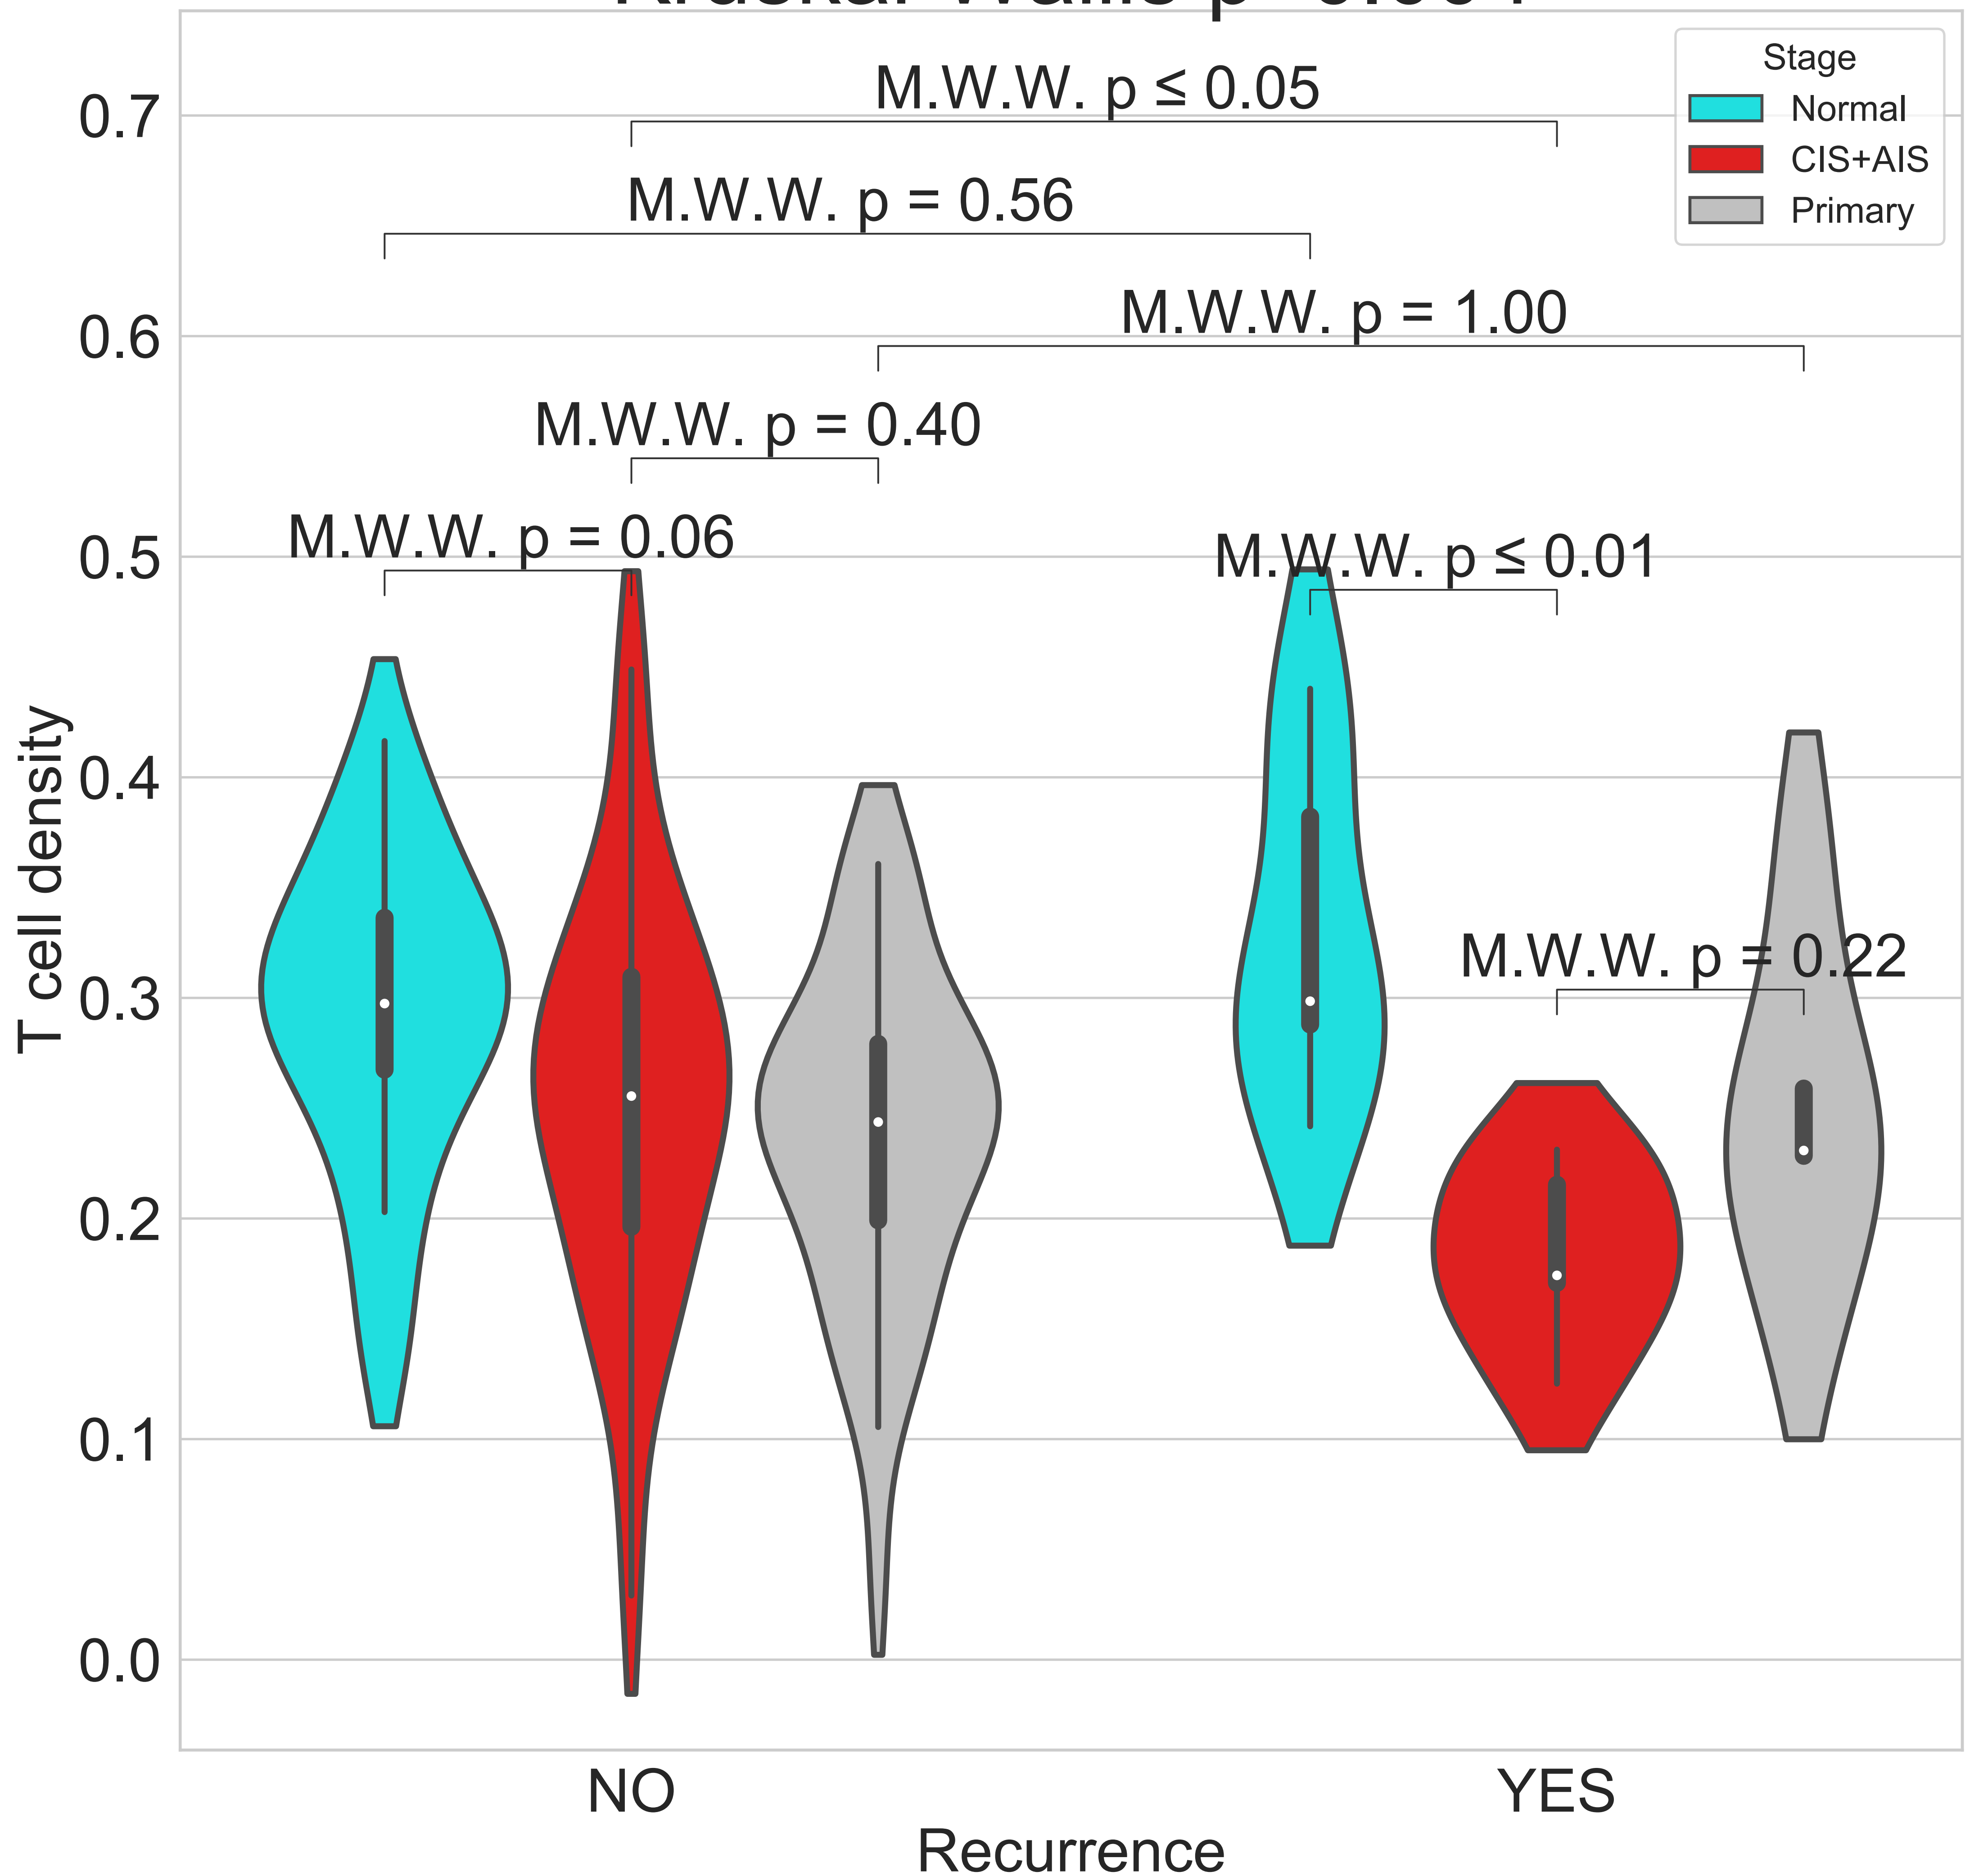 Stage
Normal
CIS+AIS
Primary
M.W.W. p ≤ 0.05
M.W.W. p = 0.56
M.W.W. p = 1.00
M.W.W. p = 0.40
M.W.W. p = 0.06
M.W.W. p ≤ 0.01
M.W.W. p = 0.22
0.7
0.6
0.5
0.4
0.3
0.2
0.1
0.0
T cell density
NO
YES
Recurrence